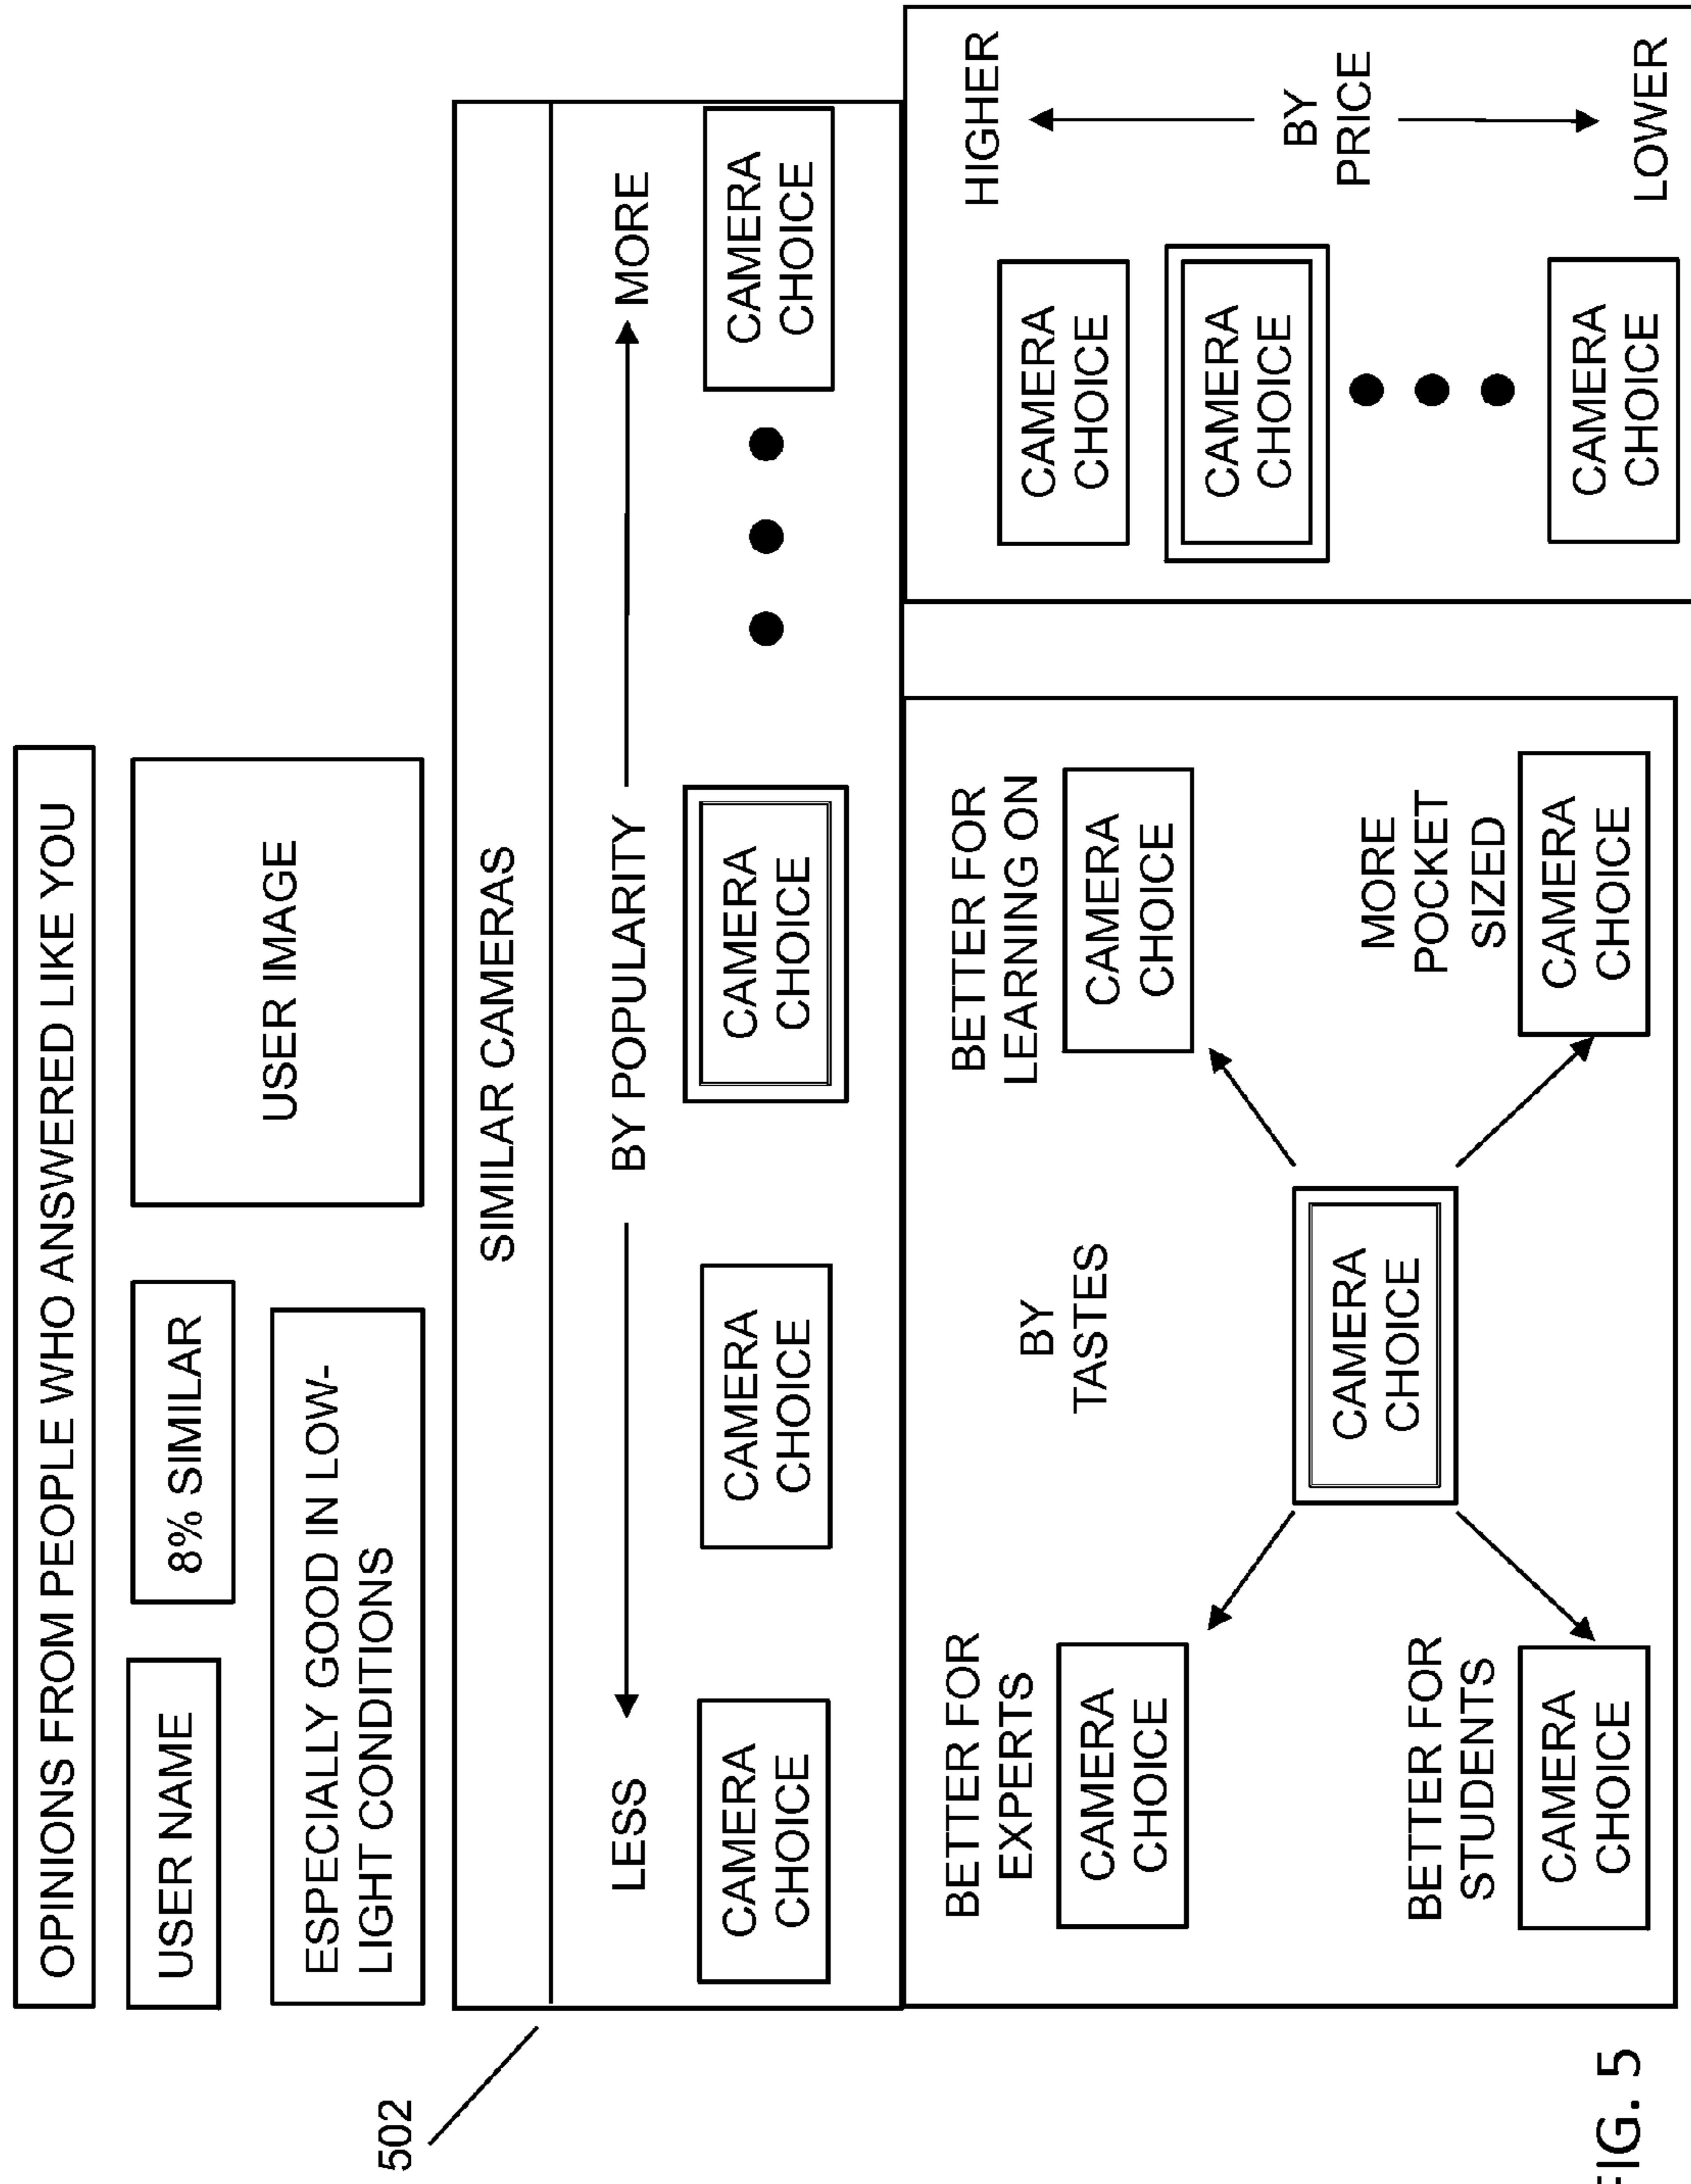 OPINIONS FROM PEOPLE WHO ANSWERED LIKE YOU
USER NAME
8% SIMILAR
USER IMAGE
ESPECIALLY GOOD IN LOW-
LIGHT CONDITIONS
502
SIMILAR CAMERAS
LESS
BY POPULARITY
MORE
CAMERA
CHOICE
CAMERA
CHOICE
CAMERA
CHOICE
CAMERA
CHOICE
BETTER FOR
EXPERTS
CAMERA
CHOICE
BY
TASTES
BETTER FOR
LEARNING ON
CAMERA
CHOICE
CAMERA
CHOICE
BETTER FOR
STUDENTS
CAMERA
CHOICE
MORE
POCKET
SIZED
CAMERA
CHOICE
HIGHER
CAMERA
CHOICE
CAMERA
CHOICE
BY
PRICE
CAMERA
CHOICE
LOWER
FIG. 5